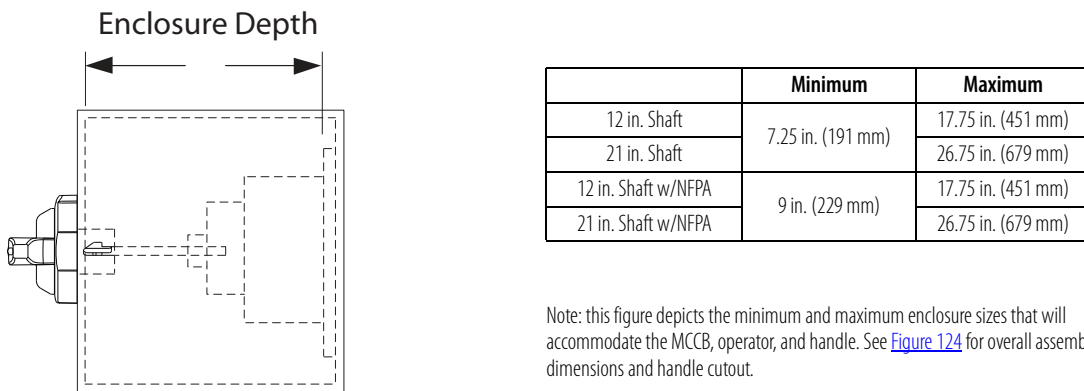 Enclosure Depth
Minimum Maximum
12 in. Shaft 7.25 in. (191 mm) 17.75 in. (451 mm)
21 in. Shaft 26.75 in. (679 mm)
12 in. Shaft w/NFPA 9 in. (229 mm) 17.75 in. (451 mm)
21 in. Shaft w/NFPA 26.75 in. (679 mm)
Note: this figure depicts the minimum and maximum enclosure sizes that will
accommodate the MCCB, operator, and handle. See Figure 124 for overall assemb
dimensions and handle cutout.